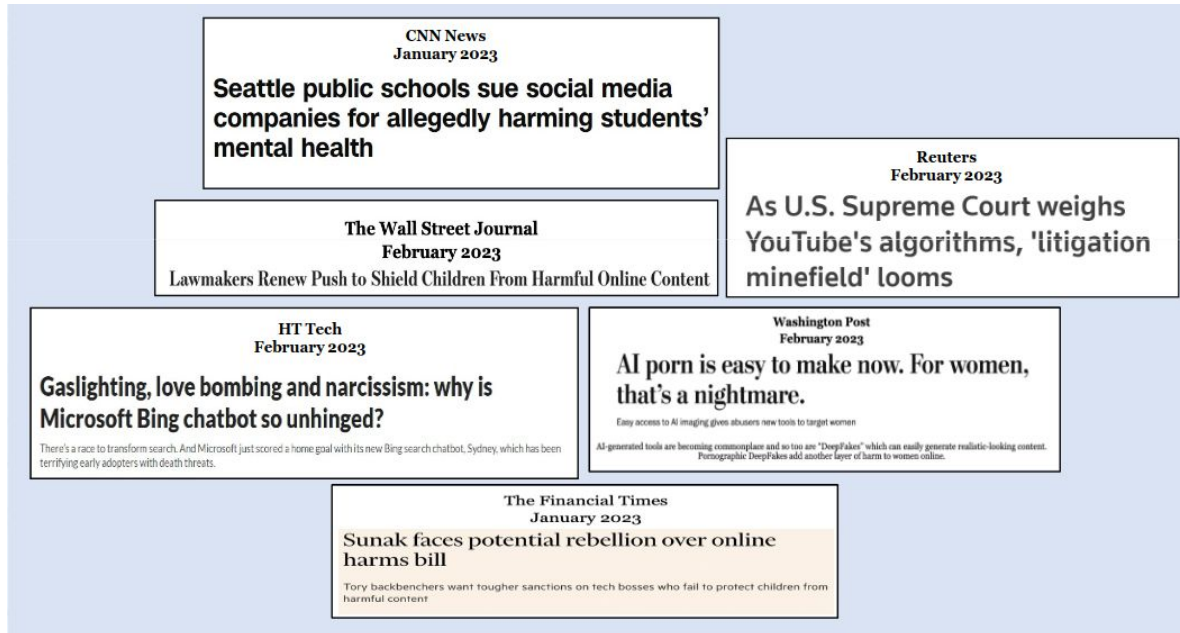 CNN News
January 2023
Seattle public schools sue social media
companies for allegedly harming students'
mental health
Reuters
February 2023
As U.S. Supreme Court weighs
YouTube's algorithms, 'litigation
minefield' looms
The Wall Street Journal
February 2023
Lawmakers Renew Push to Shield Children From Harmful Online Content
HT Tech
February 2023
Gaslighting, love bombing and narcissism: why is
Microsoft Bing chatbot so unhinged?
There's a race to transform search. And Microsoft just scored a home goal with its new Bing search chatbot, Sydney, which has been
terrifying early adopters with death threats.
Washington Post
February 2023
AI porn is easy to make now. For women,
that's a nightmare.
Easy access to AI imaging gives abusers new tools to target women
AI-generated tools are becoming commonplace and so too are "DeepFakes" which can easily generate realistic-looking content.
Pornographic DeepFakes add another layer of harm to women online.
The Financial Times
January 2023
Sunak faces potential rebellion over online
harms bill
Tory backbenchers want tougher sanctions on tech bosses who fail to protect children from
harmful content